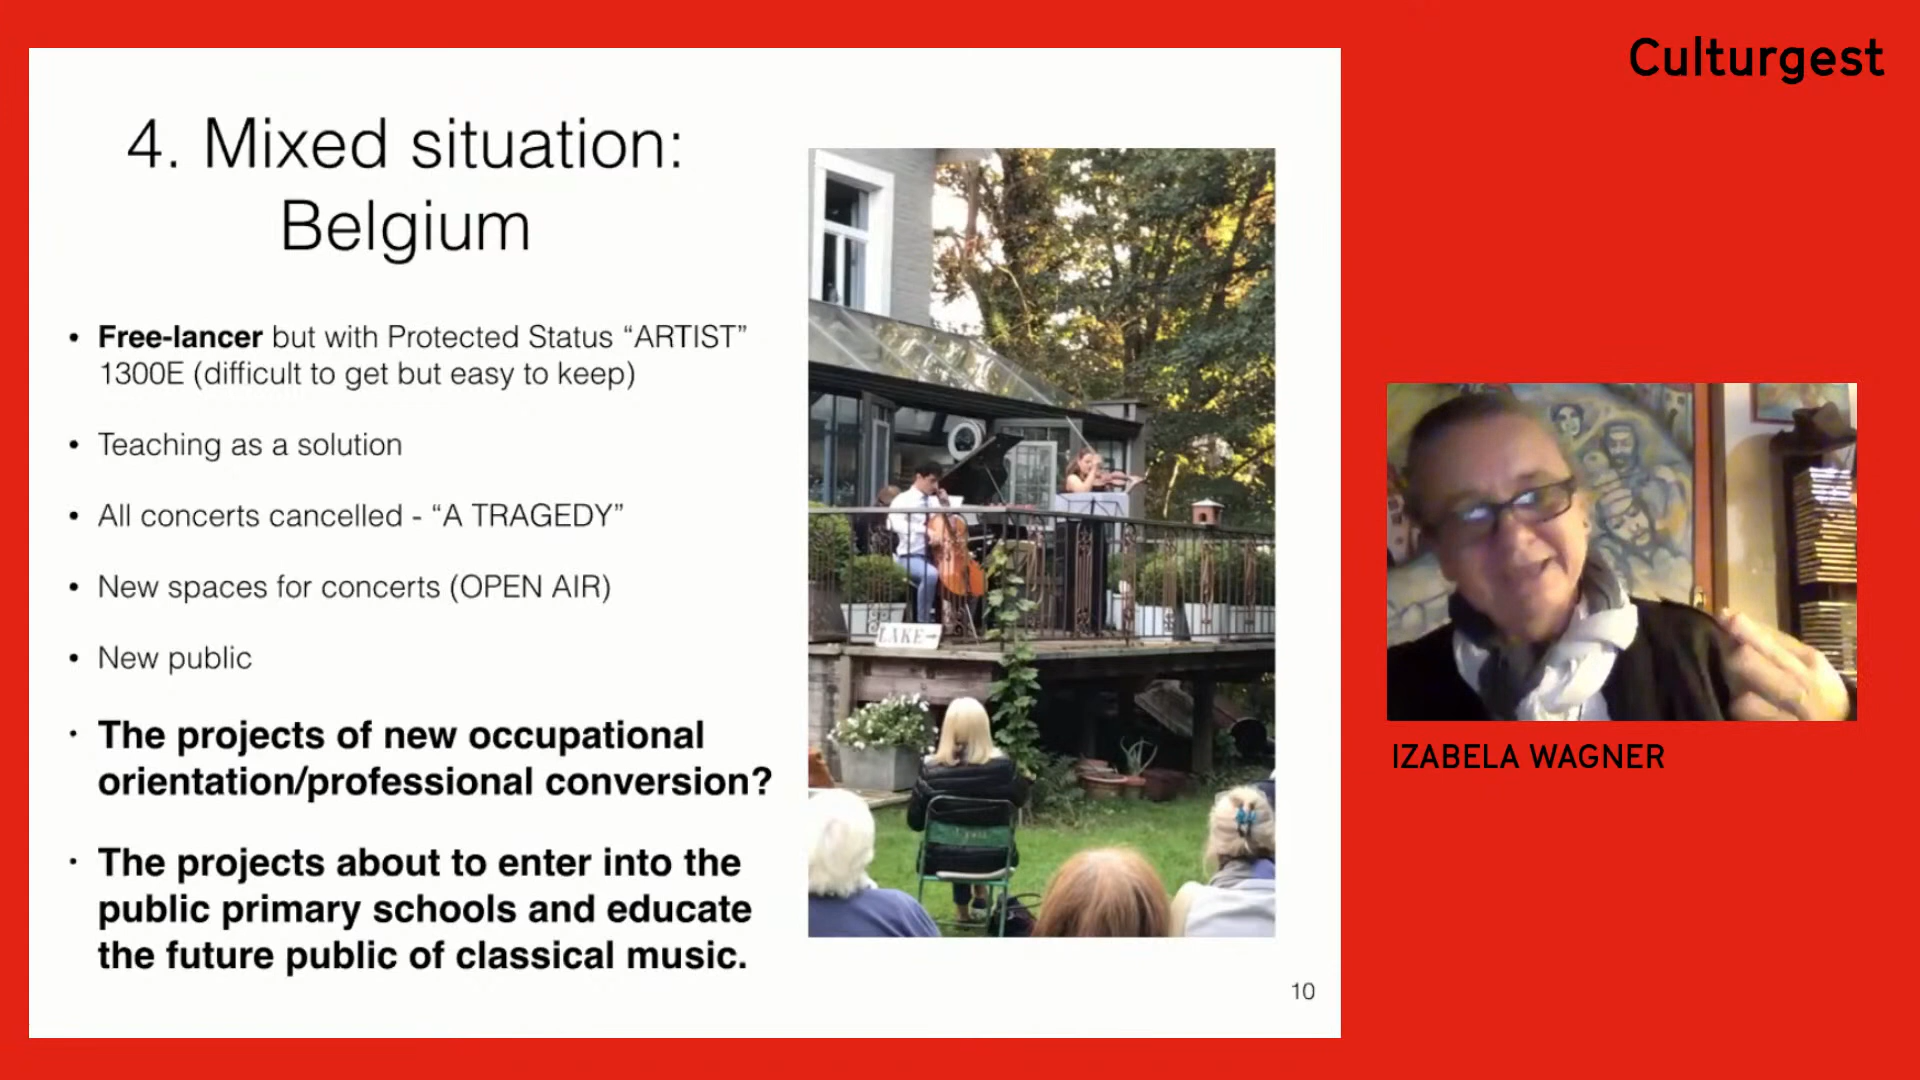 Culturgest
4. Mixed situation:
Belgium
• Free-lancer but with Protected Status “ARTIST”
1300E (difficult to get but easy to keep)
• Teaching as a solution
• All concerts cancelled - “A TRAGEDY”
• New spaces for concerts (OPEN AIR)
• New public
• The projects of new occupational
orientation/professional conversion?
• The projects about to enter into the
public primary schools and educate
the future public of classical music.
LAKE→
10
IZABELA WAGNER